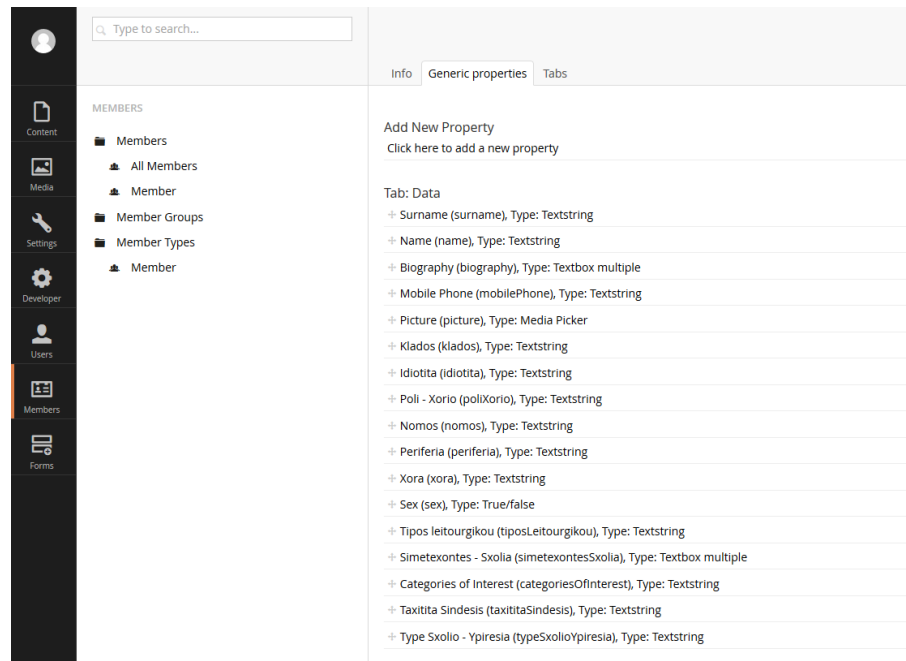 Type to search...
Content
Media
Settings
Developer
Users
Members
Forms
MEMBERS
Members
All Members
Member
Member Groups
Member Types
Member
Info Generic properties Tabs
Add New Property
Click here to add a new property
Tab: Data
Surname (surname), Type: Textstring
Name (name), Type: Textstring
Biography (biography), Type: Textbox multiple
Mobile Phone (mobilePhone), Type: Textstring
Picture (picture), Type: Media Picker
Klados (klados), Type: Textstring
Idiotita (idiotita), Type: Textstring
Poli - Xorio (poliXorio), Type: Textstring
Nomos (nomos), Type: Textstring
Periferia (periferia), Type: Textstring
Xora (xora), Type: Textstring
Sex (sex), Type: True/false
Tipos leitourgikou (tiposLeitourgikou), Type: Textstring
Simetexontes - Sxolia (simetexontesSxolia), Type: Textbox multiple
Categories of Interest (categoriesOfInterest), Type: Textstring
Taxitita Sindesis (taxititaSindesis), Type: Textstring
Type Sxolio - Ypiresia (typeSxolioYpiresia), Type: Textstring